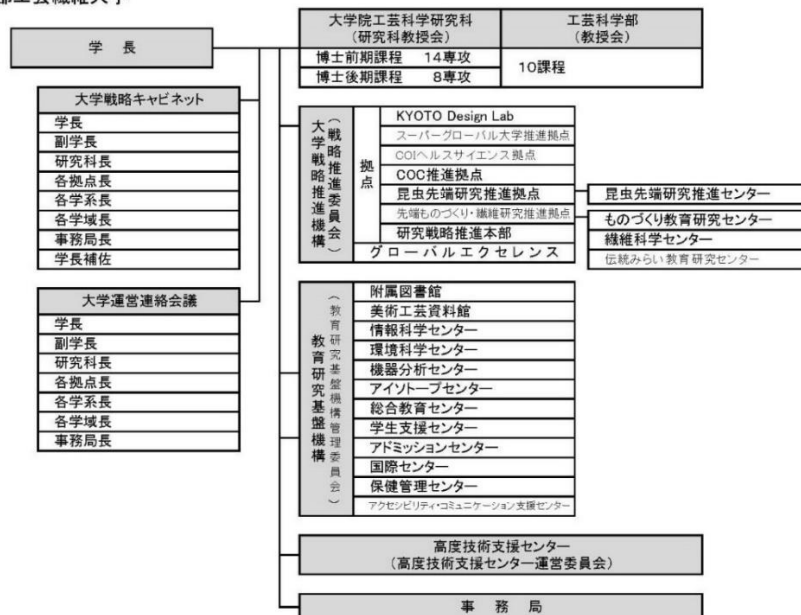 工芸繊維大学
学 長
大学院工芸科学研究科
(研究科教授会)
博士前期課程 14専攻
博士後期課程 8専攻
工芸科学部
(教授会)
10課程
大学戦略キャビネット
学長
副学長
研究科長
各拠点長
各学系長
各学域長
事務局長
学長補佐
大学運営連絡会議
学長
副学長
研究科長
各拠点長
各学系長
各学域長
事務局長
大学戦略推進機構
(戦略推進委員会)
拠点
KYOTO Design Lab
スーパーグローバル大学推進拠点
COIヘルスサイエンス拠点
COC推進拠点
昆虫先端研究推進拠点
先端ものづくり・繊維研究推進拠点
研究戦略推進本部
グローバルエクセレンス
昆虫先端研究推進センター
ものづくり教育研究センター
繊維科学センター
伝統みらい教育研究センター
教育研究基盤機構
(教育研究基盤機構管理委員会)
附属図書館
美術工芸資料館
情報科学センター
環境科学センター
機器分析センター
アイソトープセンター
総合教育センター
学生支援センター
アドミッションセンター
国際センター
保健管理センター
アクセシビリティ・コミュニケーション支援センター
高度技術支援センター
(高度技術支援センター運営委員会)
事 務 局